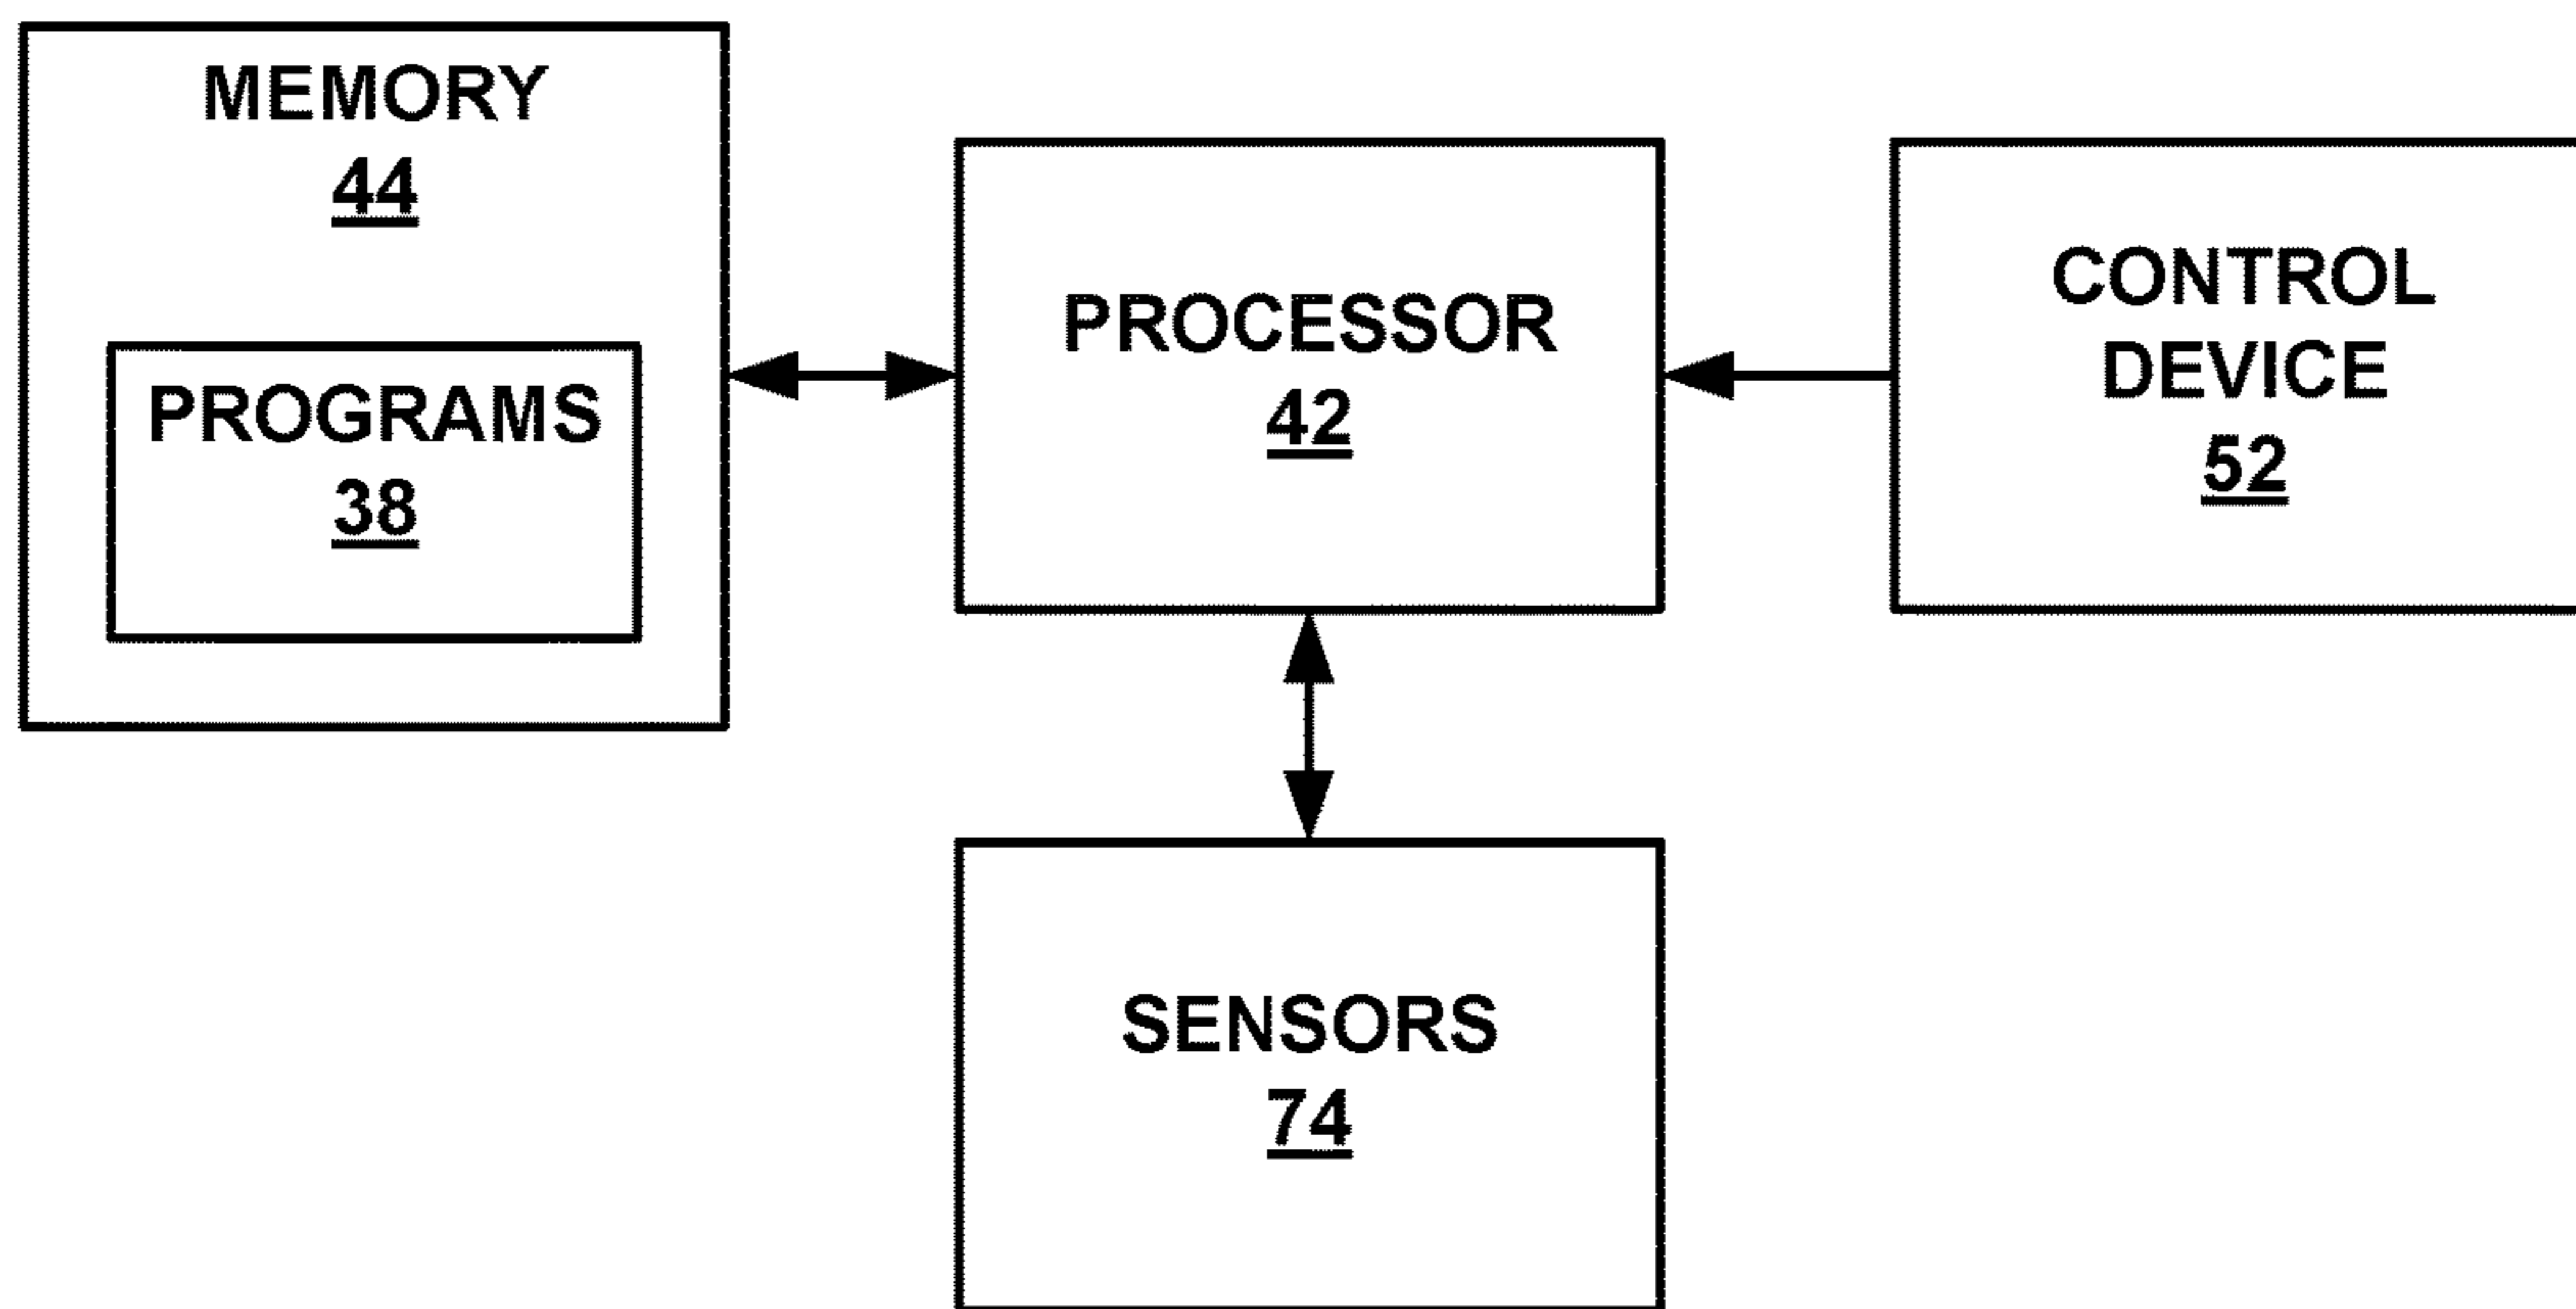 MEMORY
44
PROGRAMS
38
PROCESSOR
42
CONTROL
DEVICE
52
SENSORS
74